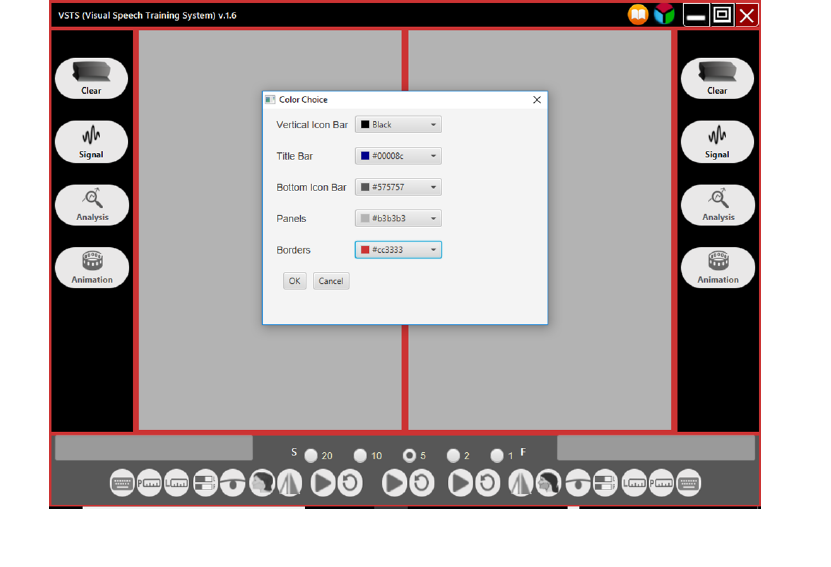 VSTS (Visual Speech Training System) v.1.6
Clear
Signal
Analysis
Animation
Color Choice
Vertical Icon Bar Black
Title Bar #00008c
Bottom Icon Bar #575757
Panels #b3b3b3
Borders #cc3333
OK Cancel
Clear
Signal
Analysis
Animation
S 20 10 5 2 1 F